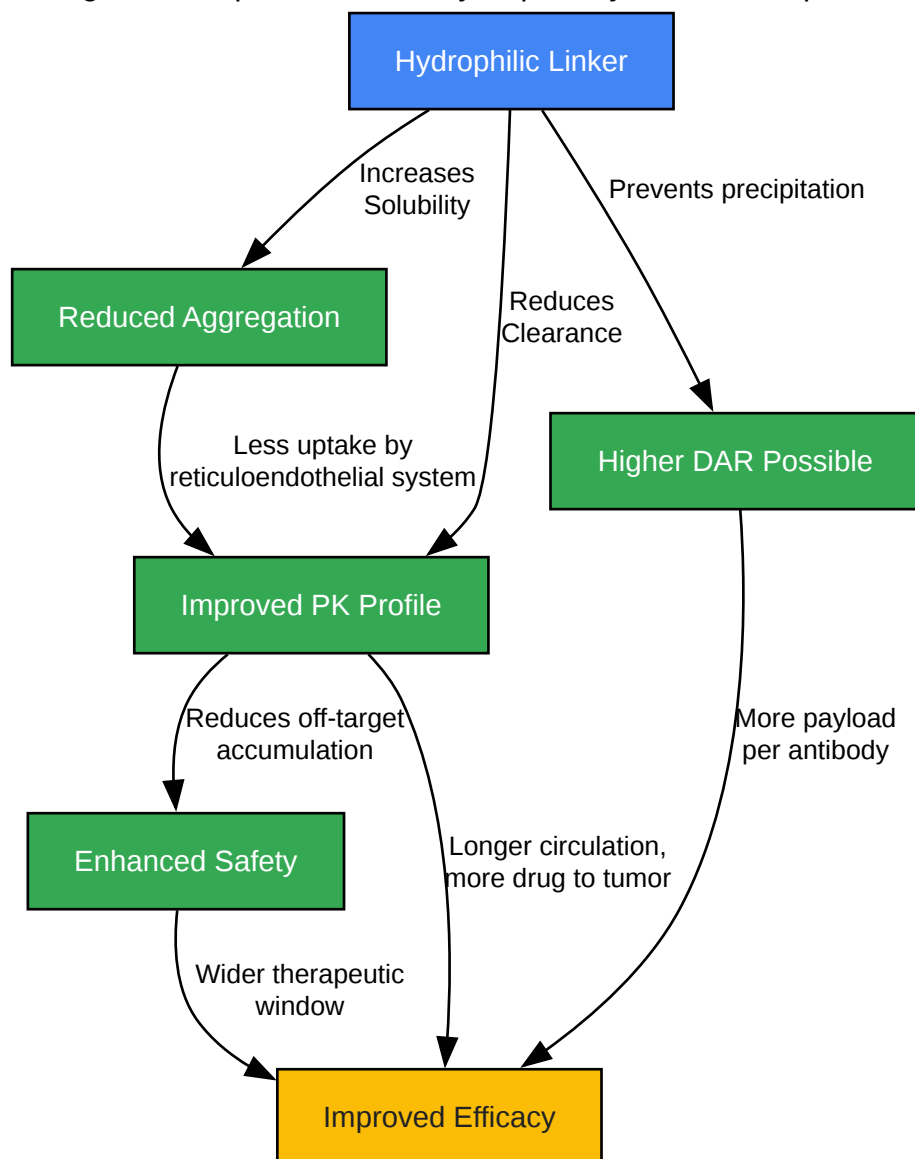 Hydrophilic Linker
Increases
Solubility
Prevents precipitation
Reduced Aggregation
Reduces
Clearance
Less uptake by
reticuloendothelial system
Higher DAR Possible
Improved PK Profile
Reduces off-target
accumulation
More payload
per antibody
Enhanced Safety
Longer circulation,
more drug to tumor
Wider therapeutic
window
Improved Efficacy